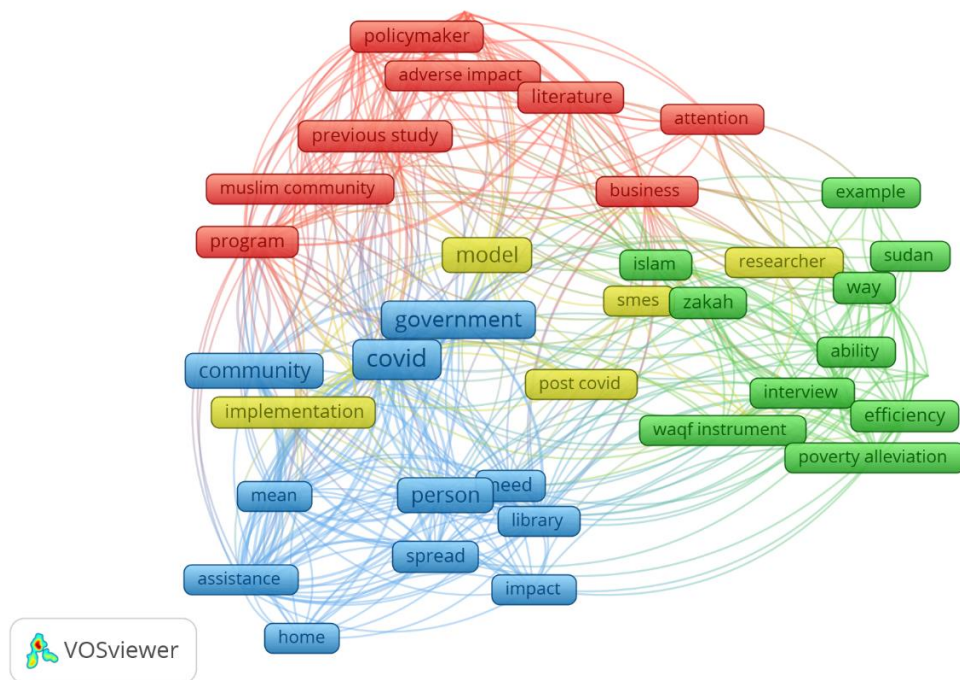 policymaker
adverse impact
literature
attention
previous study
muslim community
business
example
program
model
islam
researcher
sudan
way
smes
zakah
government
covid
ability
community
post covid
interview
implementation
efficiency
waqf instrument
poverty alleviation
mean
person
need
library
spread
assistance
impact
home
VOSviewer